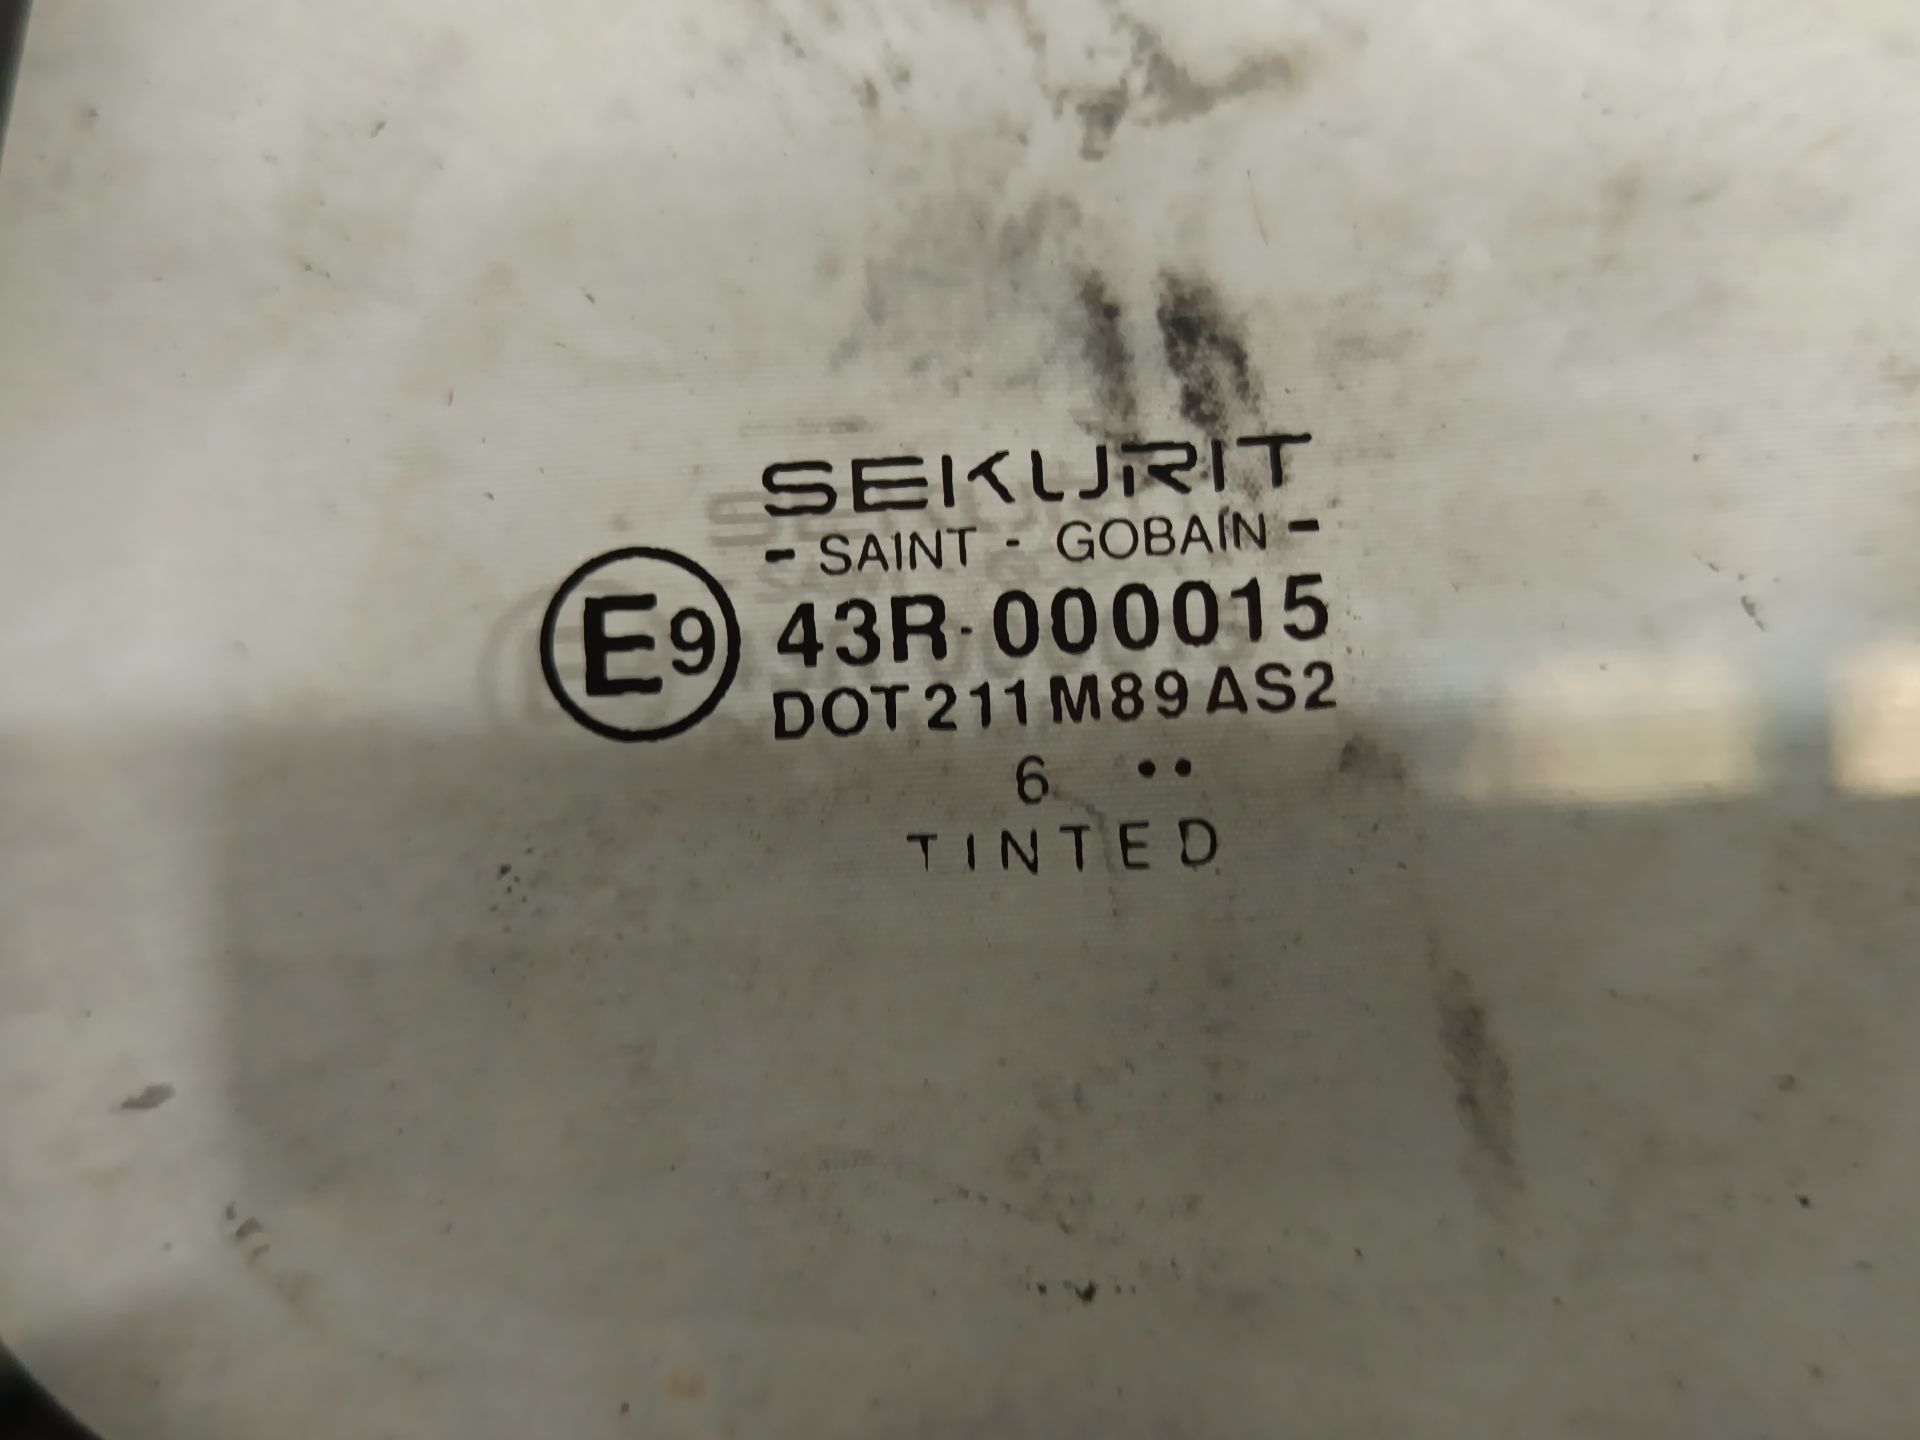 SEKURIT
- SAINT - GOBAIN -
E9 43R-000015
DOT 211 M89 AS2
6 ••
TINTED